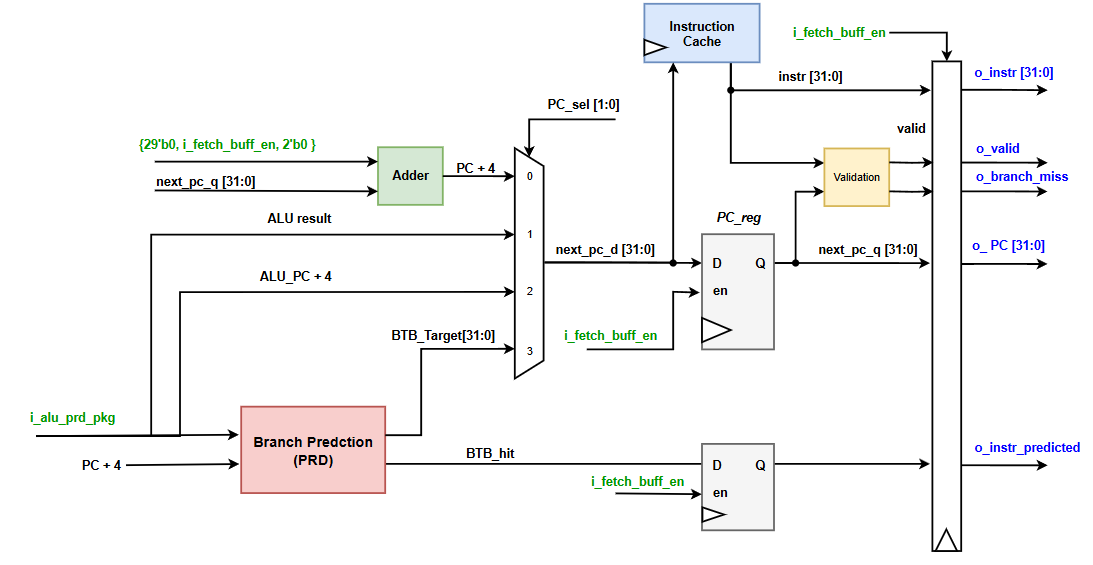 Instruction
Cache
i_fetch_buff_en
instr [31:0]
o_instr [31:0]
PC_sel [1:0]
{29'b0, i_fetch_buff_en, 2'b0 }
next_pc_q [31:0]
Adder
PC + 4
0
valid
Validation
o_valid
o_branch_miss
ALU result
1
PC_reg
next_pc_d [31:0]
D
Q
en
next_pc_q [31:0]
o_ PC [31:0]
ALU_PC + 4
2
BTB_Target[31:0]
3
i_fetch_buff_en
i_alu_prd_pkg
PC + 4
Branch Predction
(PRD)
BTB_hit
i_fetch_buff_en
D
Q
en
o_instr_predicted